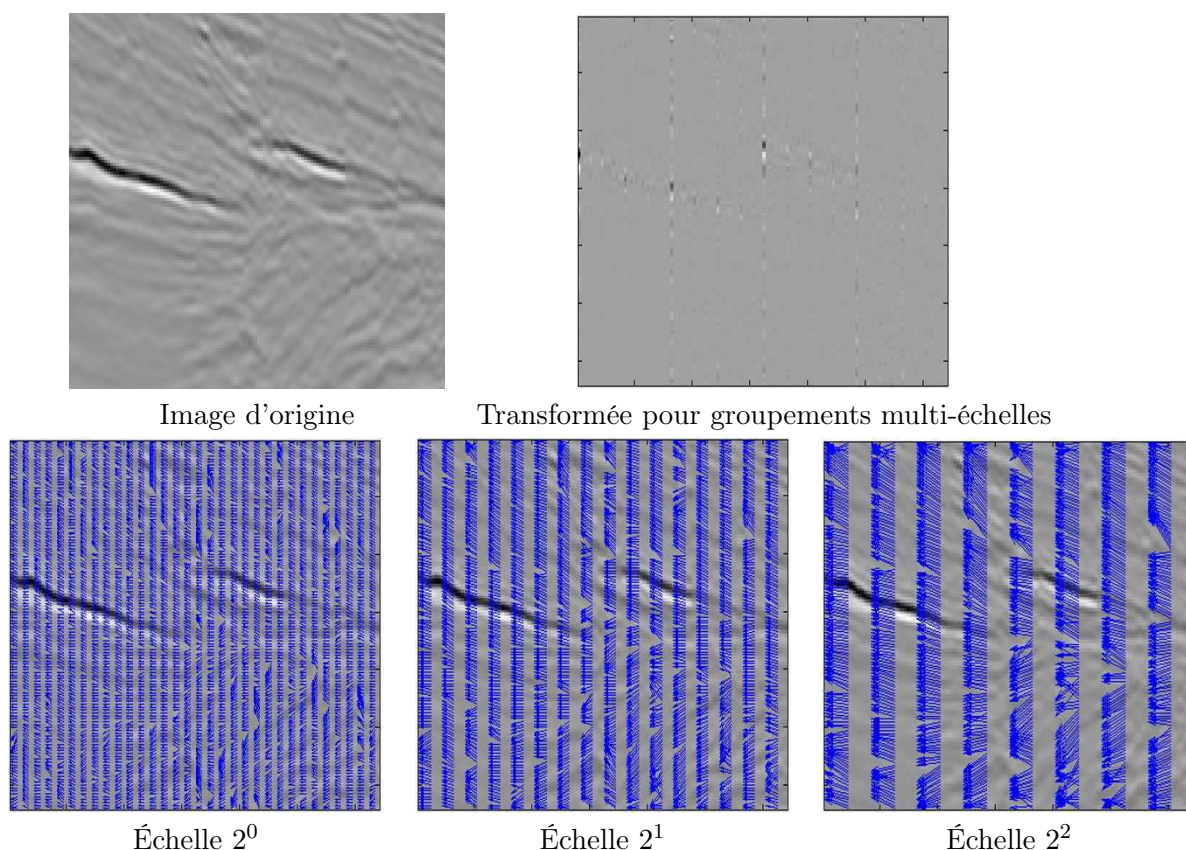 Image d'origine
Transformée pour groupements multi-échelles
Échelle 2⁰
Échelle 2¹
Échelle 2²